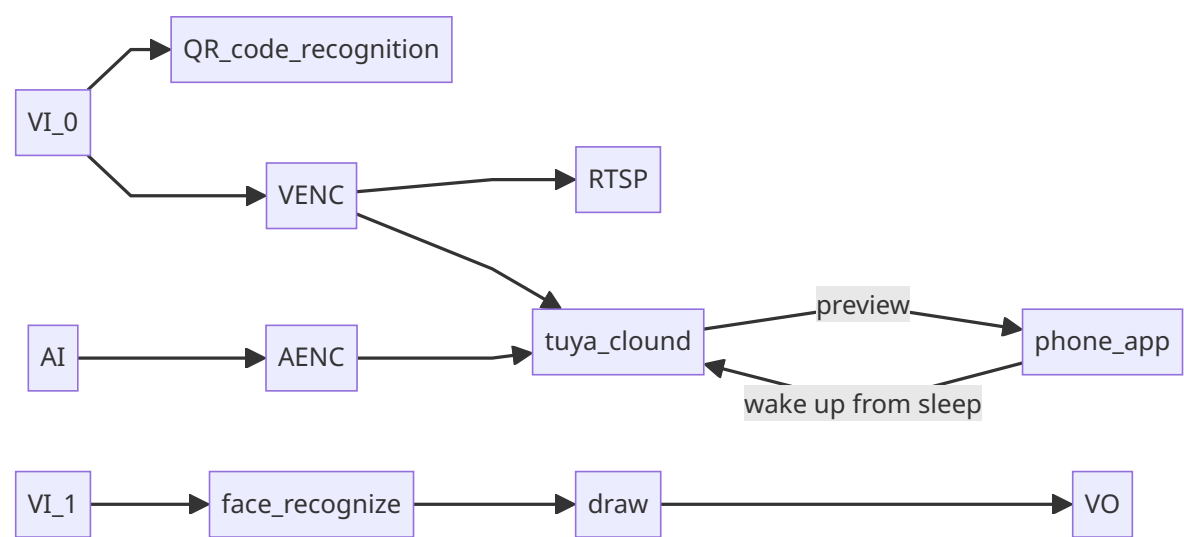 QR_code_recognition
VI_0
RTSP
VENC
preview
tuya_clound
phone_app
AI
AENC
wake up from sleep
VI_1
face_recognize
draw
VO